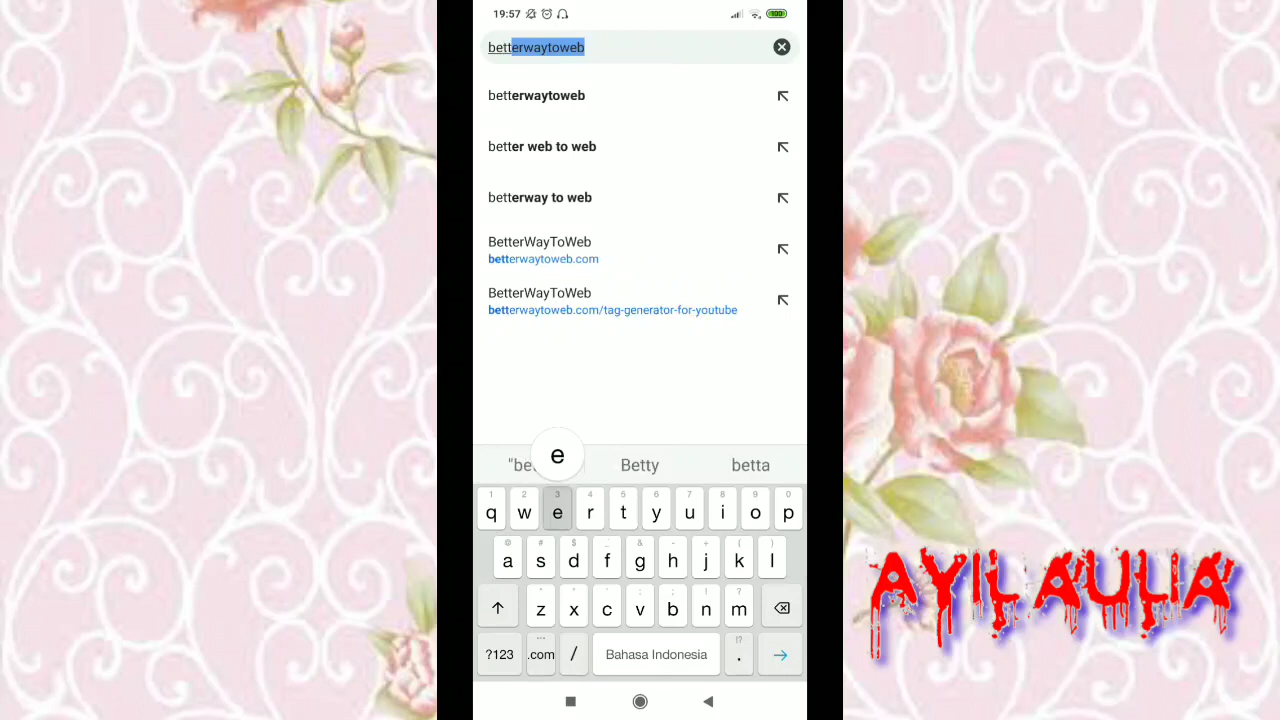 19:57
100
betterwaytoweb
betterwaytoweb
better web to web
betterway to web
BetterWayToWeb
betterwaytoweb.com
BetterWayToWeb
betterwaytoweb.com/tag-generator-for-youtube
e
"be
Betty
betta
1 2 3 4 5 6 7 8 9 0
q w e r t y u i o p
@ # $ & - + ( )
a s d f g h j k l
z x c v b n m
?123 .com / Bahasa Indonesia .
AYIL AULIA